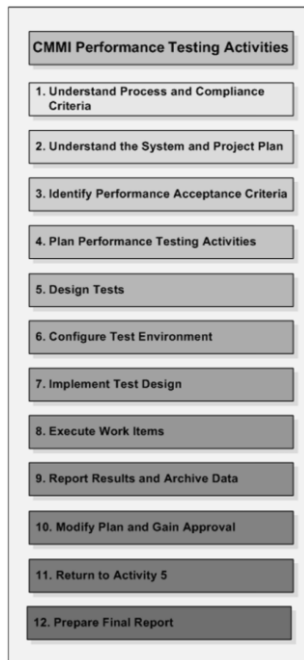 CMMI Performance Testing Activities
1. Understand Process and Compliance
Criteria
2. Understand the System and Project Plan
3. Identify Performance Acceptance Criteria
4. Plan Performance Testing Activities
5. Design Tests
6. Configure Test Environment
7. Implement Test Design
8. Execute Work Items
9. Report Results and Archive Data
10. Modify Plan and Gain Approval
11. Return to Activity 5
12. Prepare Final Report